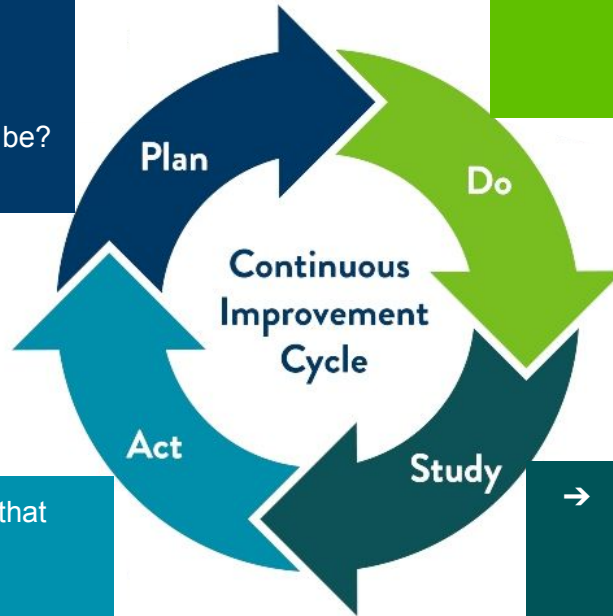 be?
Plan
Do
Continuous
Improvement
Cycle
Act
Study
that
➔